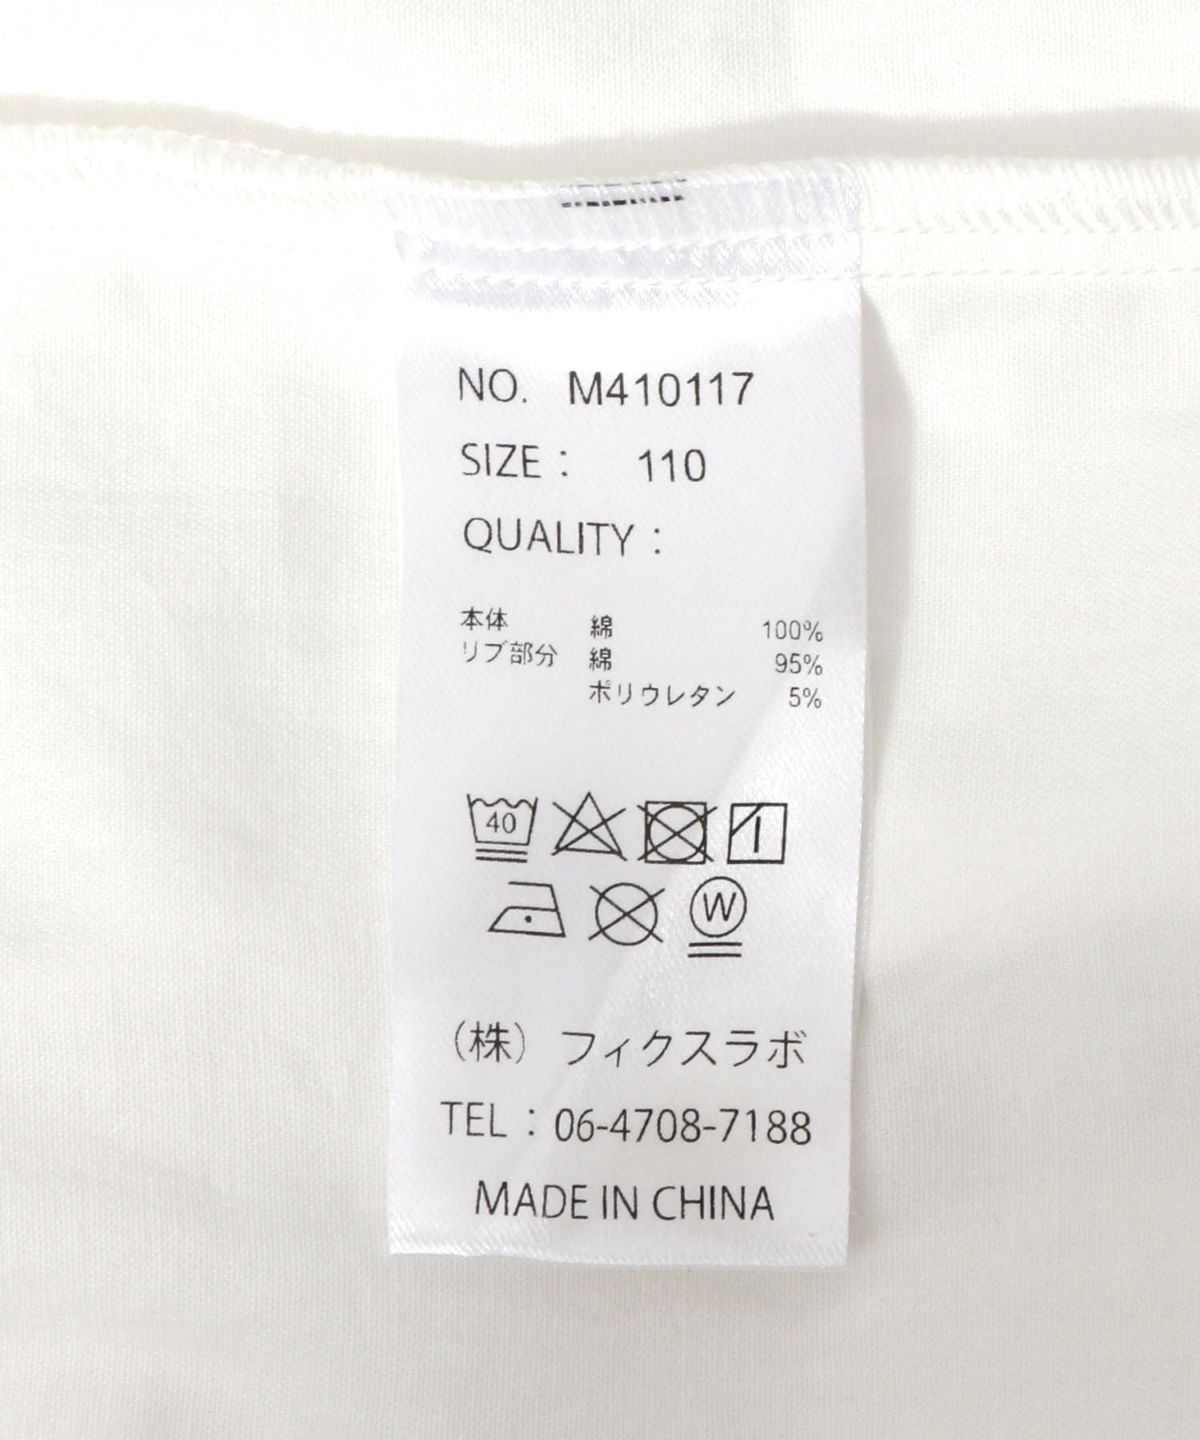 NO. M410117
SIZE : 110
QUALITY :
本体 綿 100%
リブ部分 綿 95%
ポリウレタン 5%
40
W
(株) フィクスラボ
TEL : 06-4708-7188
MADE IN CHINA